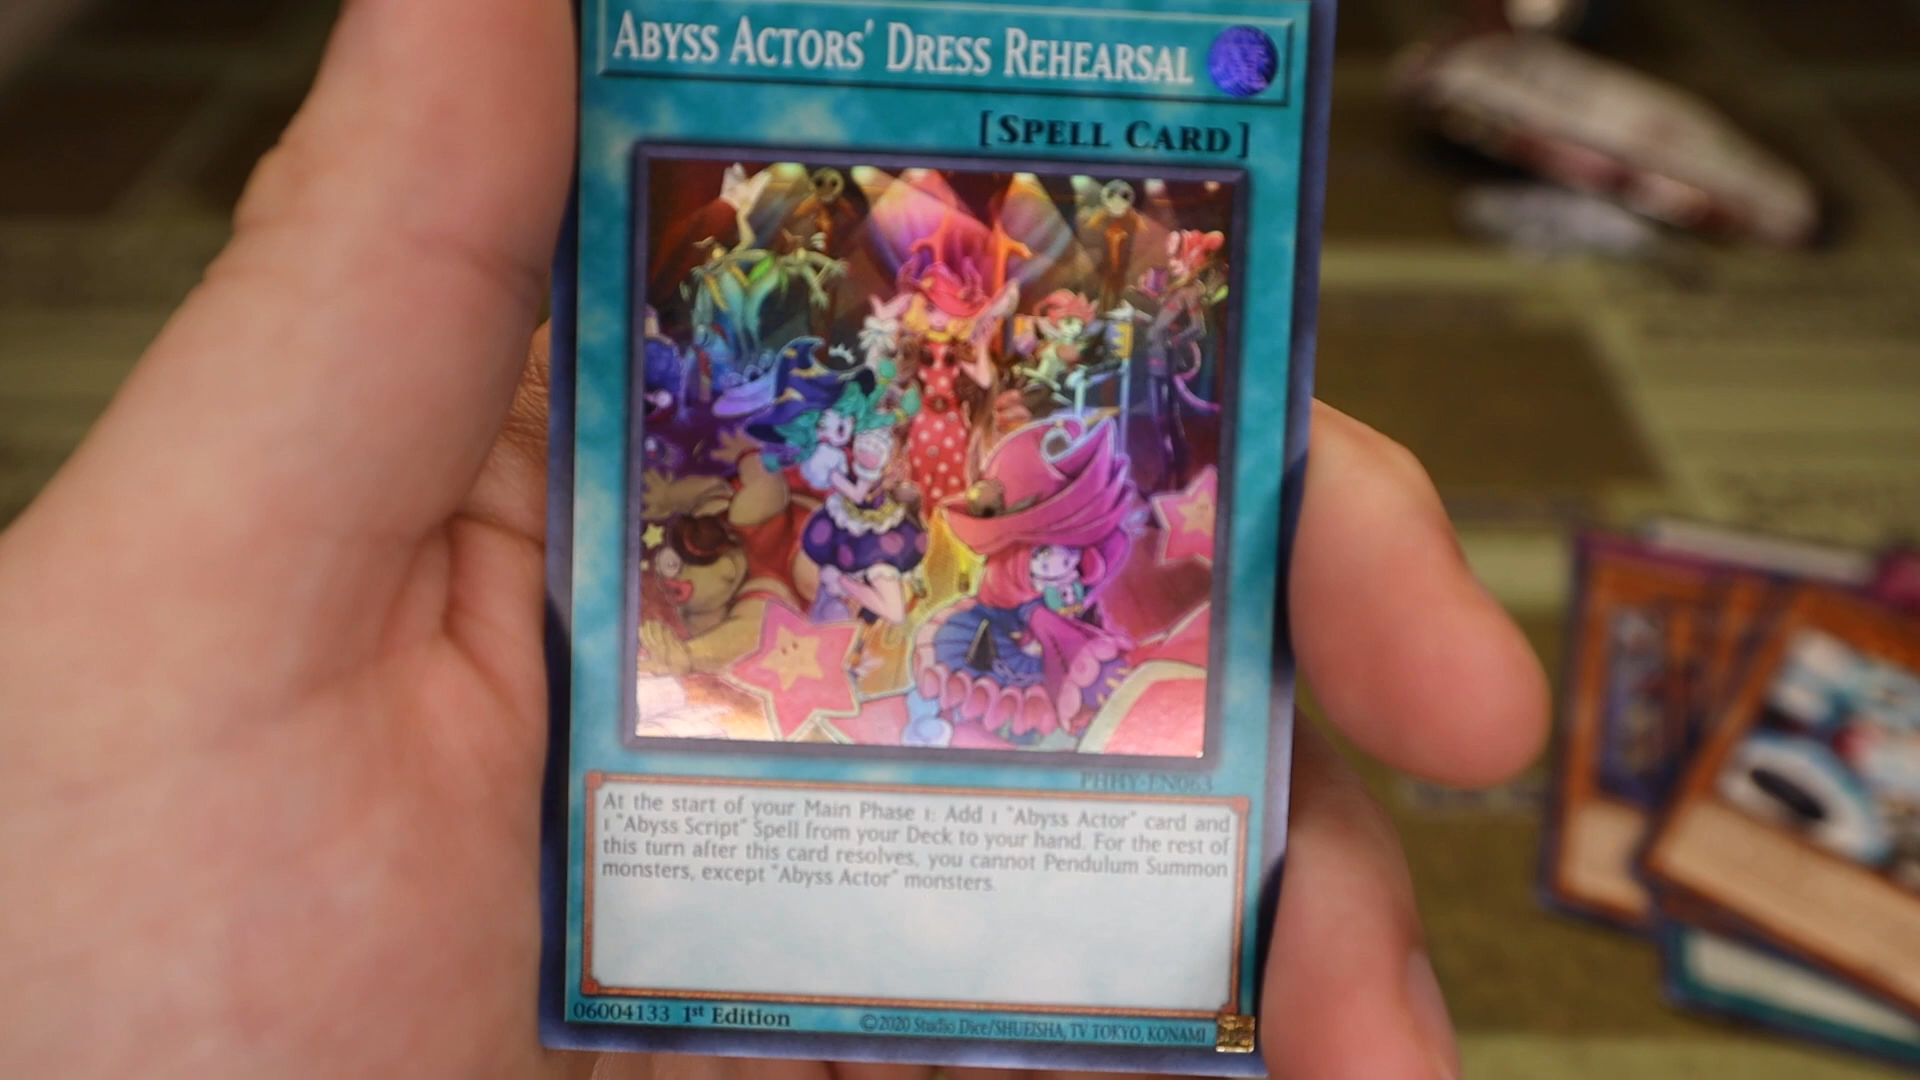 ABYSS ACTORS' DRESS REHEARSAL
[SPELL CARD]
PHHY-EN063
At the start of your Main Phase 1: Add 1 "Abyss Actor" card and
1 "Abyss Script" Spell from your Deck to your hand. For the rest of
this turn after this card resolves, you cannot Pendulum Summon
monsters, except "Abyss Actor" monsters.
06004133 1st Edition
©2020 Studio Dice/SHUEISHA, TV TOKYO, KONAMI